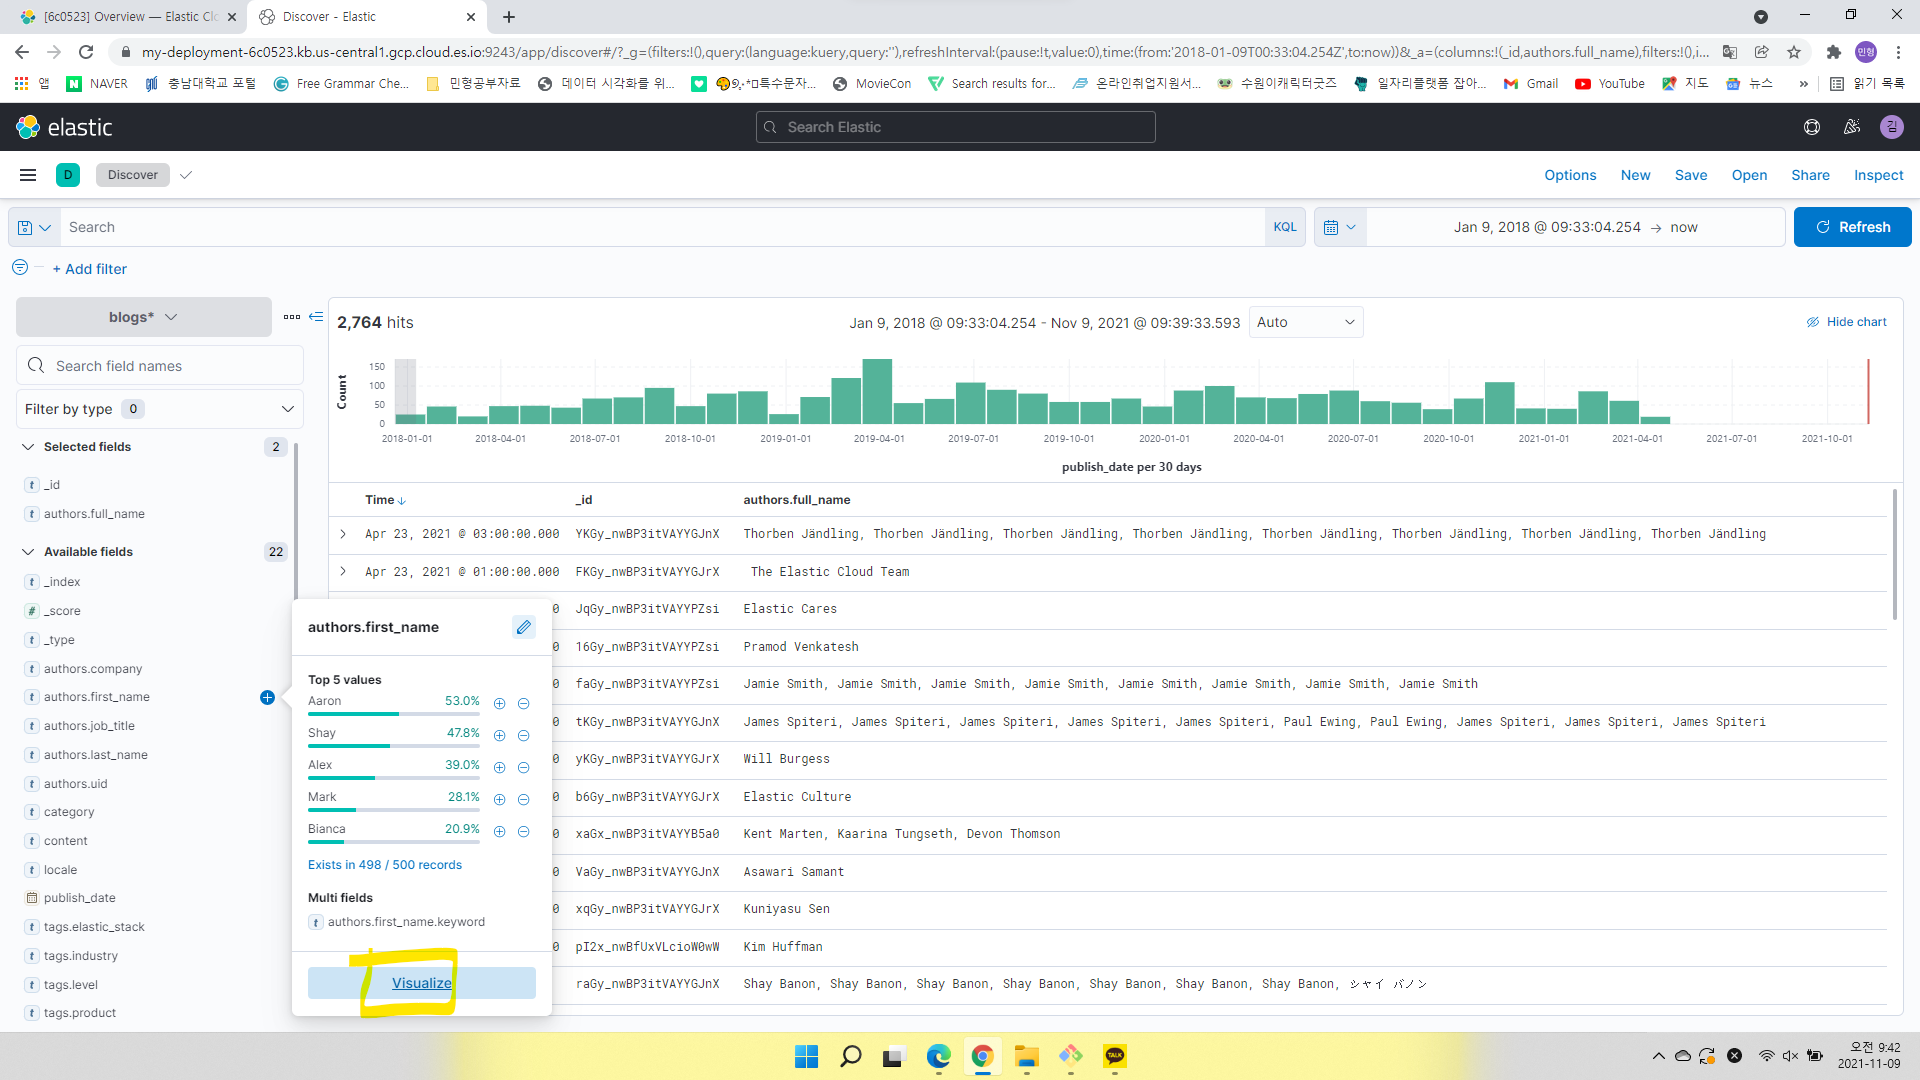 [6c0523] Overview — Elastic Clo
Discover - Elastic
my-deployment-6c0523.kb.us-central1.gcp.cloud.es.io:9243/app/discover#/?_g=(filters:!(),query:(language:kuery,query:''),refreshInterval:(pause:!t,value:0),time:(from:'2018-01-09T00:33:04.254Z',to:now))&_a=(columns:!(_id,authors.full_name),filters:!(),i...
민형
앱
NAVER
충남대학교 포털
Free Grammar Che...
민형공부자료
데이터 시각화를 위...
MovieCon
Search results for...
온라인취업지원서...
수원이캐릭터굿즈
일자리플랫폼 잡아...
Gmail
YouTube
지도
뉴스
»
읽기 목록
elastic
Search Elastic
김
D
Discover
Options
New
Save
Open
Share
Inspect
Search
KQL
Jan 9, 2018 @ 09:33:04.254 → now
Refresh
+ Add filter
blogs*
Search field names
Filter by type 0
Selected fields 2
t _id
t authors.full_name
Available fields 22
t _index
# _score
t _type
t authors.company
t authors.first_name
t authors.job_title
t authors.last_name
t authors.uid
t category
t content
t locale
publish_date
t tags.elastic_stack
t tags.industry
t tags.level
t tags.product
2,764 hits
Jan 9, 2018 @ 09:33:04.254 - Nov 9, 2021 @ 09:39:33.593
Auto
Hide chart
Count
150
100
50
0
2018-01-01 2018-04-01 2018-07-01 2018-10-01 2019-01-01 2019-04-01 2019-07-01 2019-10-01 2020-01-01 2020-04-01 2020-07-01 2020-10-01 2021-01-01 2021-04-01 2021-07-01 2021-10-01
publish_date per 30 days
Time ↓ _id authors.full_name
Apr 23, 2021 @ 03:00:00.000 YKGy_nwBP3itVAYYGJnX Thorben Jändling, Thorben Jändling, Thorben Jändling, Thorben Jändling, Thorben Jändling, Thorben Jändling, Thorben Jändling, Thorben Jändling
Apr 23, 2021 @ 01:00:00.000 FKGy_nwBP3itVAYYGJrX The Elastic Cloud Team
0 JqGy_nwBP3itVAYYPZsi Elastic Cares
0 16Gy_nwBP3itVAYYPZsi Pramod Venkatesh
0 faGy_nwBP3itVAYYPZsi Jamie Smith, Jamie Smith, Jamie Smith, Jamie Smith, Jamie Smith, Jamie Smith, Jamie Smith, Jamie Smith
0 tKGy_nwBP3itVAYYGJnX James Spiteri, James Spiteri, James Spiteri, James Spiteri, James Spiteri, Paul Ewing, Paul Ewing, James Spiteri, James Spiteri, James Spiteri
0 yKGy_nwBP3itVAYYGJrX Will Burgess
0 b6Gy_nwBP3itVAYYGJrX Elastic Culture
0 xaGx_nwBP3itVAYYB5a0 Kent Marten, Kaarina Tungseth, Devon Thomson
0 VaGy_nwBP3itVAYYGJnX Asawari Samant
0 xqGy_nwBP3itVAYYGJrX Kuniyasu Sen
0 pI2x_nwBfUxVLcioW0wW Kim Huffman
raGy_nwBP3itVAYYGJnX Shay Banon, Shay Banon, Shay Banon, Shay Banon, Shay Banon, Shay Banon, Shay Banon, シャイ バノン
authors.first_name
Top 5 values
Aaron 53.0%
Shay 47.8%
Alex 39.0%
Mark 28.1%
Bianca 20.9%
Exists in 498 / 500 records
Multi fields
t authors.first_name.keyword
Visualize
TALK
오전 9:42
2021-11-09